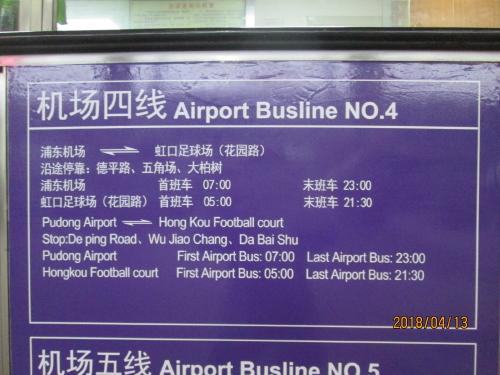 机场四线 Airport Busline NO.4
浦东机场 ⇌ 虹口足球场（花园路）
沿途停靠：德平路、五角场、大柏树
浦东机场 首班车 07:00 末班车 23:00
虹口足球场（花园路） 首班车 05:00 末班车 21:30
Pudong Airport ⇌ Hong Kou Football court
Stop:De ping Road、Wu Jiao Chang、Da Bai Shu
Pudong Airport First Airport Bus: 07:00 Last Airport Bus: 23:00
Hongkou Football court First Airport Bus: 05:00 Last Airport Bus: 21:30
2018/04/13
机场五线 Airport Busline NO.5